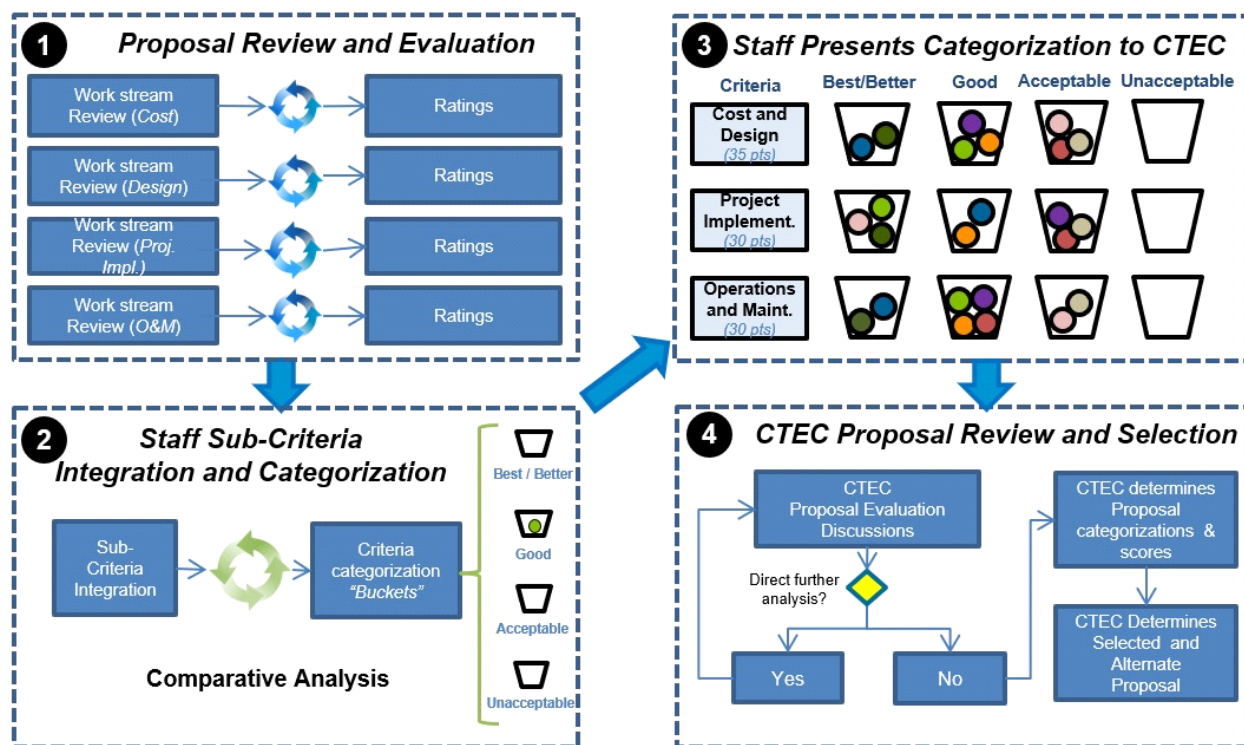 1
Proposal Review and Evaluation
Work stream
Review (Cost)
Ratings
Work stream
Review (Design)
Ratings
Work stream
Review (Proj.
Impl.)
Ratings
Work stream
Review (O&M)
Ratings
2
Staff Sub-Criteria
Integration and Categorization
Sub-
Criteria
Integration
Criteria
categorization
“Buckets”
Best / Better
Good
Acceptable
Unacceptable
Comparative Analysis
3
Staff Presents Categorization to CTEC
Criteria Best/Better Good Acceptable Unacceptable
Cost and
Design
(35 pts)
Project
Implement.
(30 pts)
Operations
and Maint.
(30 pts)
4
CTEC Proposal Review and Selection
CTEC
Proposal Evaluation
Discussions
Direct further
analysis?
Yes
No
CTEC determines
Proposal
categorizations &
scores
CTEC Determines
Selected and
Alternate
Proposal